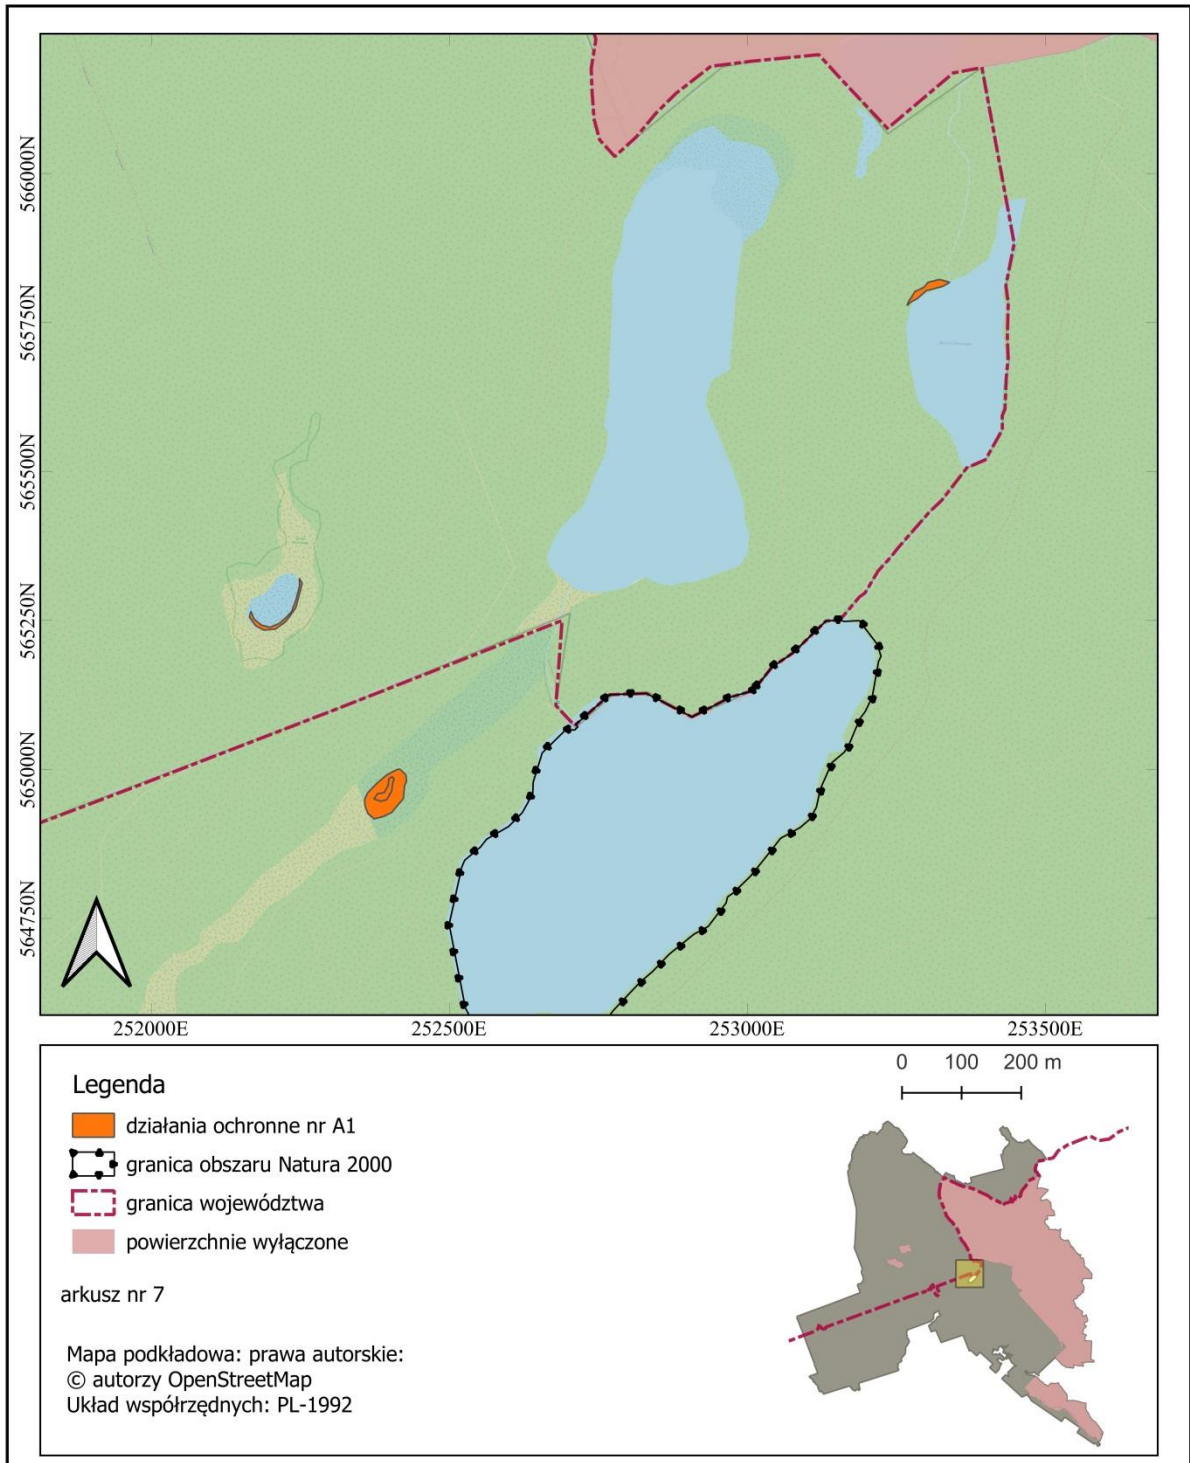 566000N
565750N
565500N
565250N
565000N
564750N
252000E
252500E
253000E
253500E
Legenda
działania ochronne nr A1
granica obszaru Natura 2000
granica województwa
powierzchnie wyłączone
arkusz nr 7
Mapa podkładowa: prawa autorskie:
© autorzy OpenStreetMap
Układ współrzędnych: PL-1992
0 100 200 m